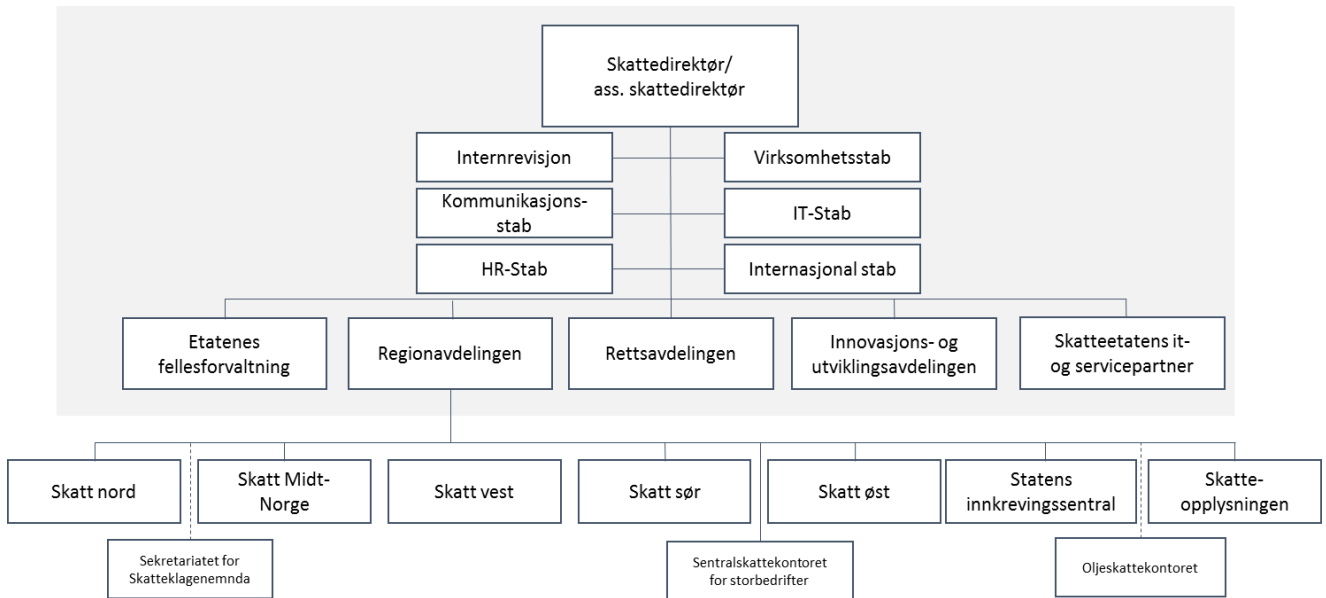 Skattedirektør/
ass. skattedirektør
Internrevisjon
Virksomhetsstab
Kommunikasjons-
stab
IT-Stab
HR-Stab
Internasjonal stab
Etatenes
fellesforvaltning
Regionavdelingen
Rettsavdelingen
Innovasjons- og
utviklingsavdelingen
Skatteetatens it-
og servicepartner
Skatt nord
Skatt Midt-
Norge
Skatt vest
Skatt sør
Skatt øst
Statens
innkrevingssentral
Skatte-
opplysningen
Sekretariatet for
Skatteklagenemnda
Sentralskattekontoret
for storbedrifter
Oljeskattekontoret